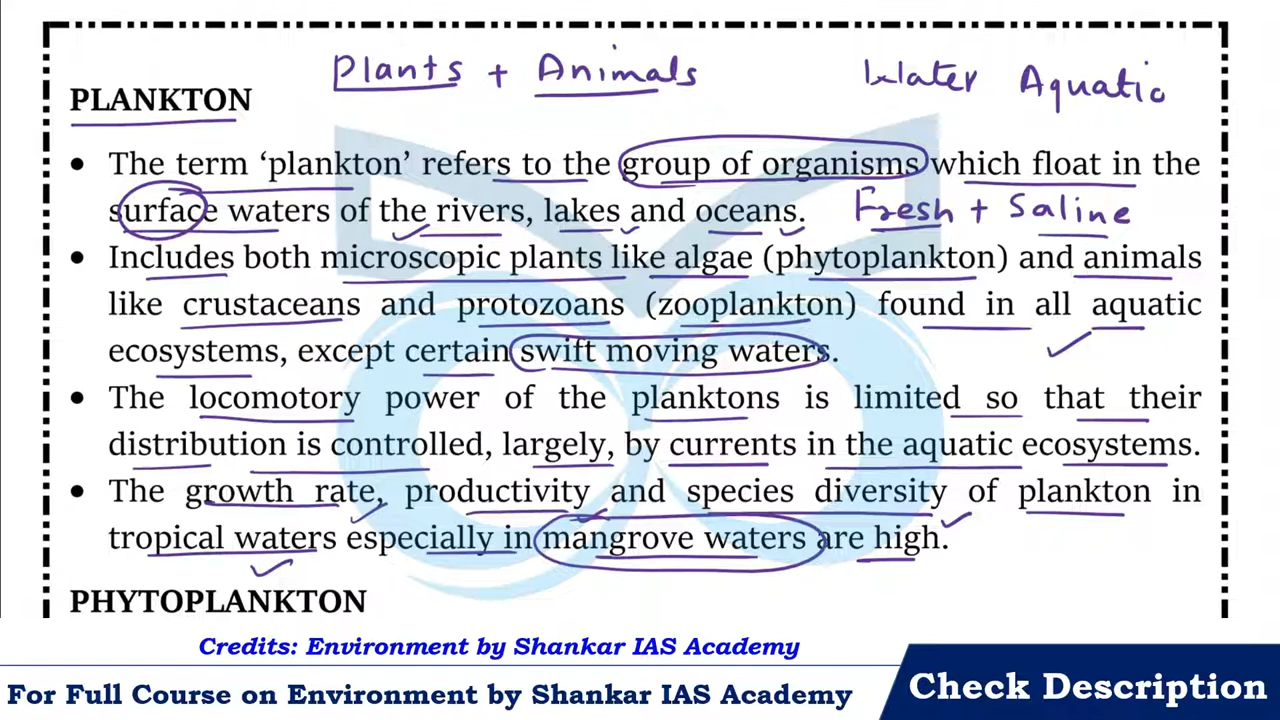 Plants + Animals Water Aquatic
PLANKTON
• The term ‘plankton’ refers to the group of organisms which float in the
surface waters of the rivers, lakes and oceans. Fresh + Saline
• Includes both microscopic plants like algae (phytoplankton) and animals
like crustaceans and protozoans (zooplankton) found in all aquatic
ecosystems, except certain swift moving waters.
• The locomotory power of the planktons is limited so that their
distribution is controlled, largely, by currents in the aquatic ecosystems.
• The growth rate, productivity and species diversity of plankton in
tropical waters especially in mangrove waters are high.
PHYTOPLANKTON
Credits: Environment by Shankar IAS Academy
For Full Course on Environment by Shankar IAS Academy
Check Description